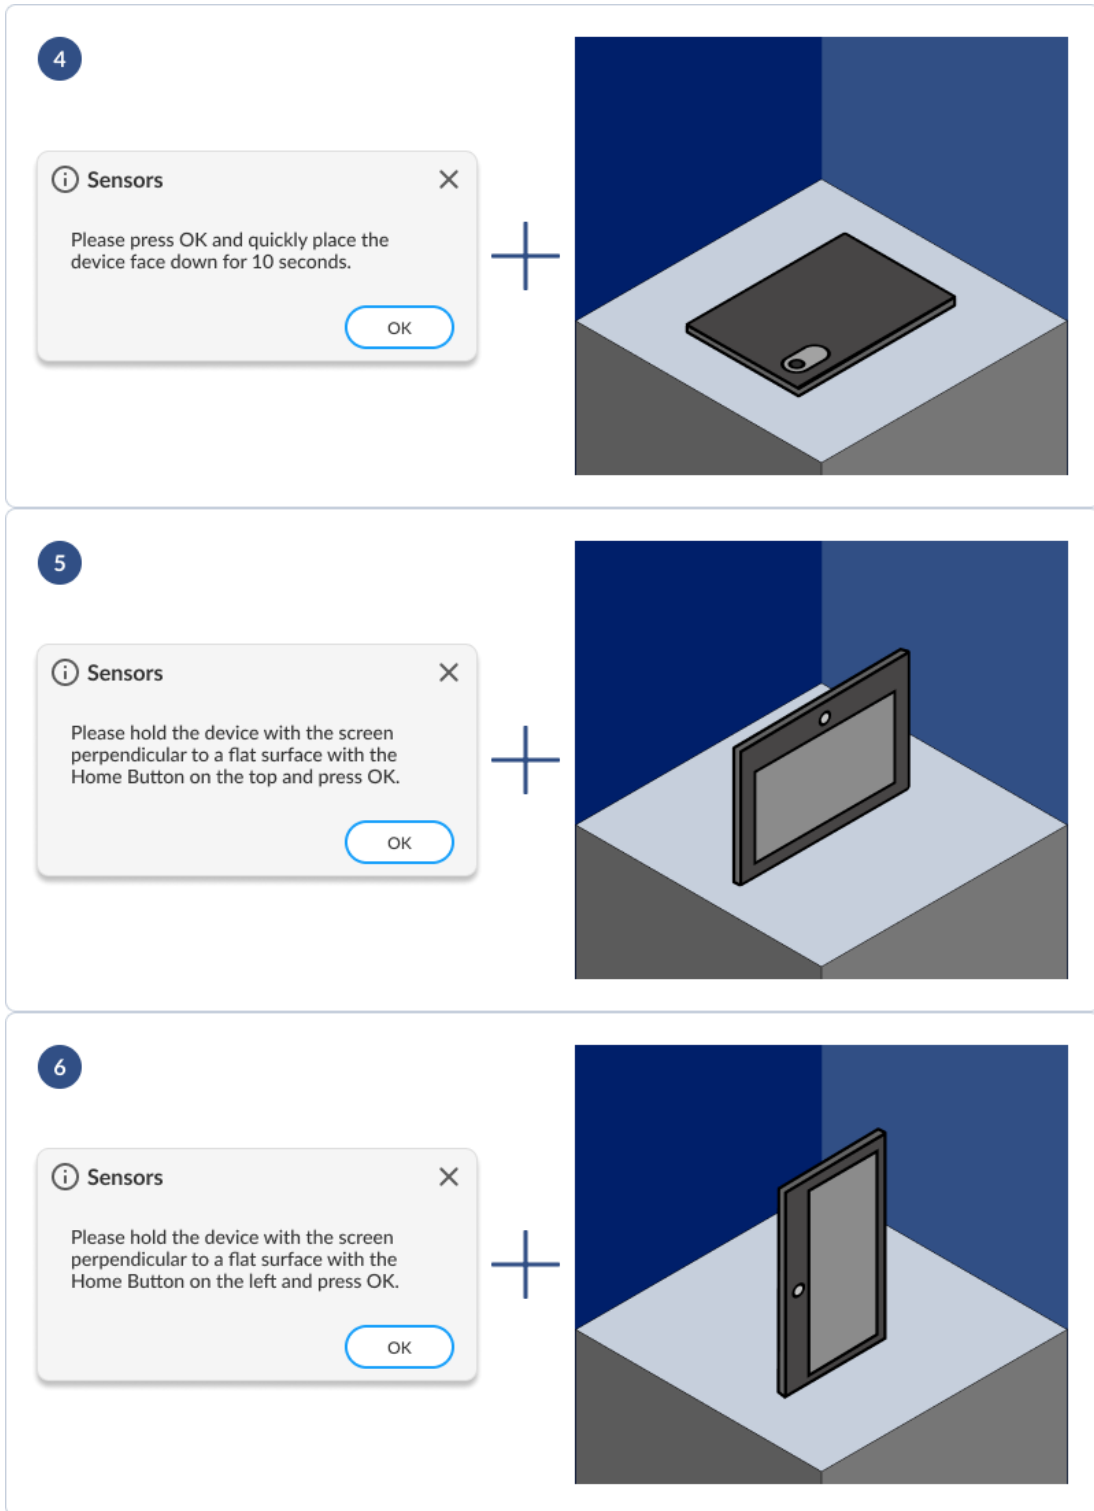 4
Sensors
Please press OK and quickly place the
device face down for 10 seconds.
OK
5
Sensors
Please hold the device with the screen
perpendicular to a flat surface with the
Home Button on the top and press OK.
OK
6
Sensors
Please hold the device with the screen
perpendicular to a flat surface with the
Home Button on the left and press OK.
OK